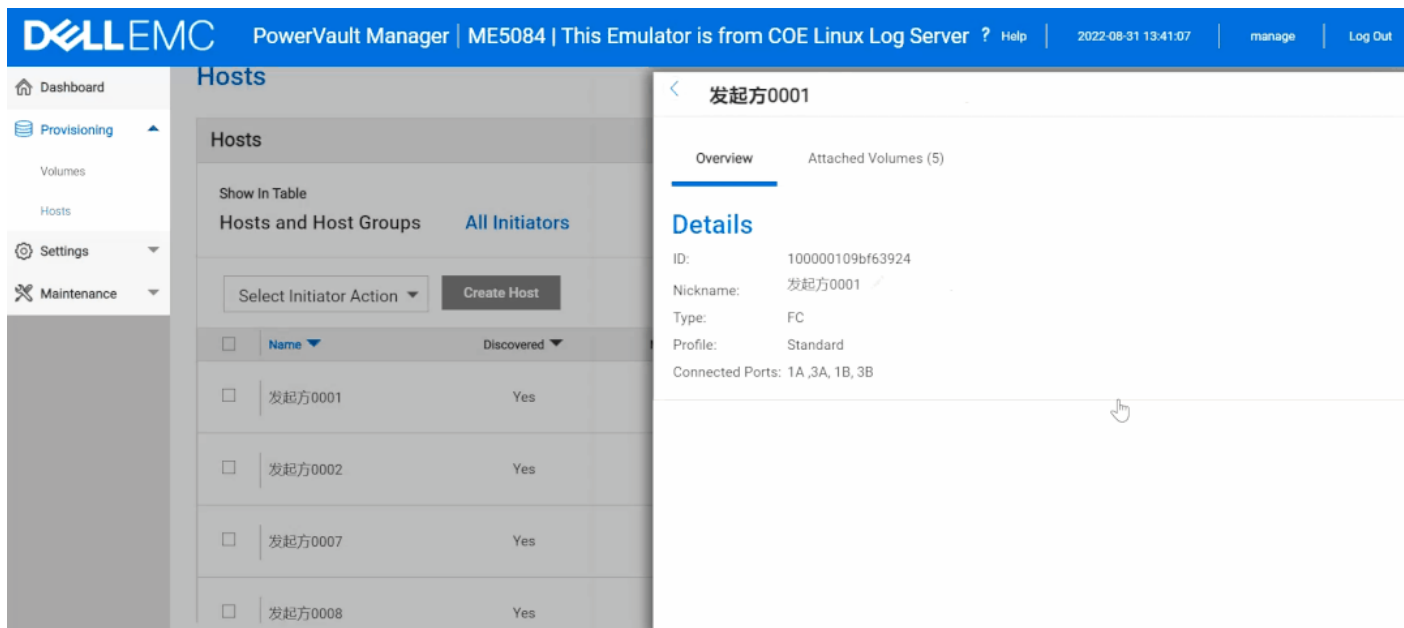 DELLEMC PowerVault Manager | ME5084 | This Emulator is from COE Linux Log Server ? Help 2022-08-31 13:41:07 manage Log Out
Dashboard
Provisioning
Volumes
Hosts
Settings
Maintenance
Hosts
Hosts
Show In Table
Hosts and Host Groups All Initiators
Select Initiator Action Create Host
Name Discovered
发起方0001 Yes
发起方0002 Yes
发起方0007 Yes
发起方0008 Yes
发起方0001
Overview Attached Volumes (5)
Details
ID: 100000109bf63924
Nickname: 发起方0001
Type: FC
Profile: Standard
Connected Ports: 1A ,3A, 1B, 3B